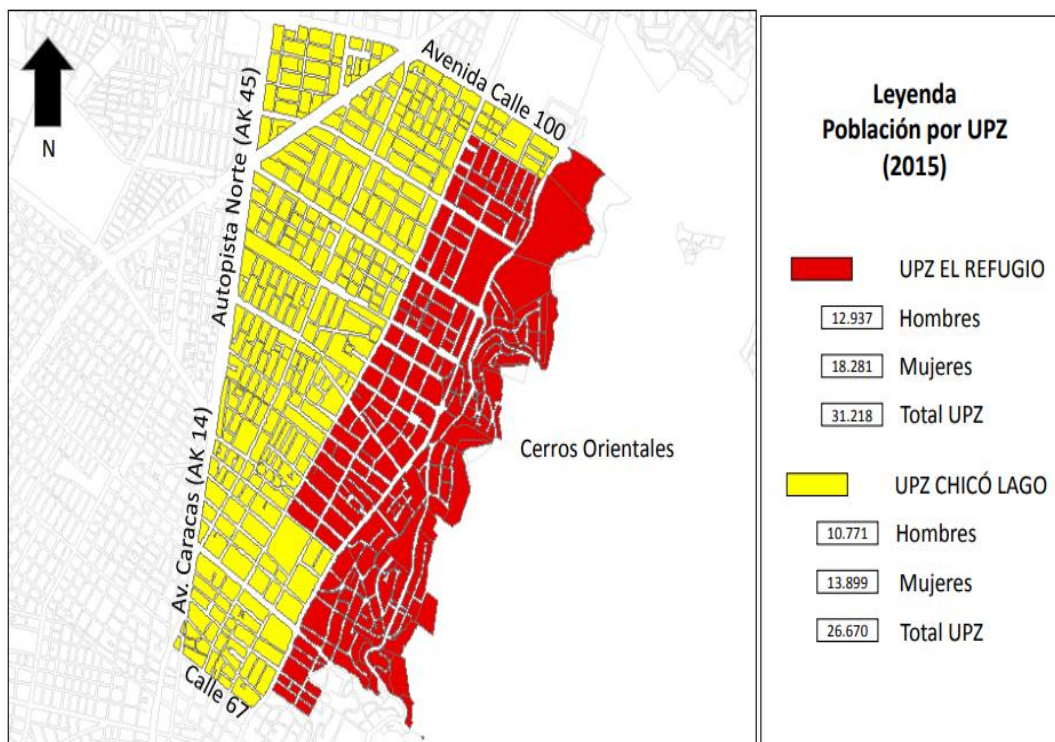 N
Autopista Norte (AK 45)
Av. Caracas (AK 14)
Avenida Calle 100
Cerros Orientales
Calle 67
Leyenda
Población por UPZ
(2015)
UPZ EL REFUGIO
12.937 Hombres
18.281 Mujeres
31.218 Total UPZ
UPZ CHICÓ LAGO
10.771 Hombres
13.899 Mujeres
26.670 Total UPZ